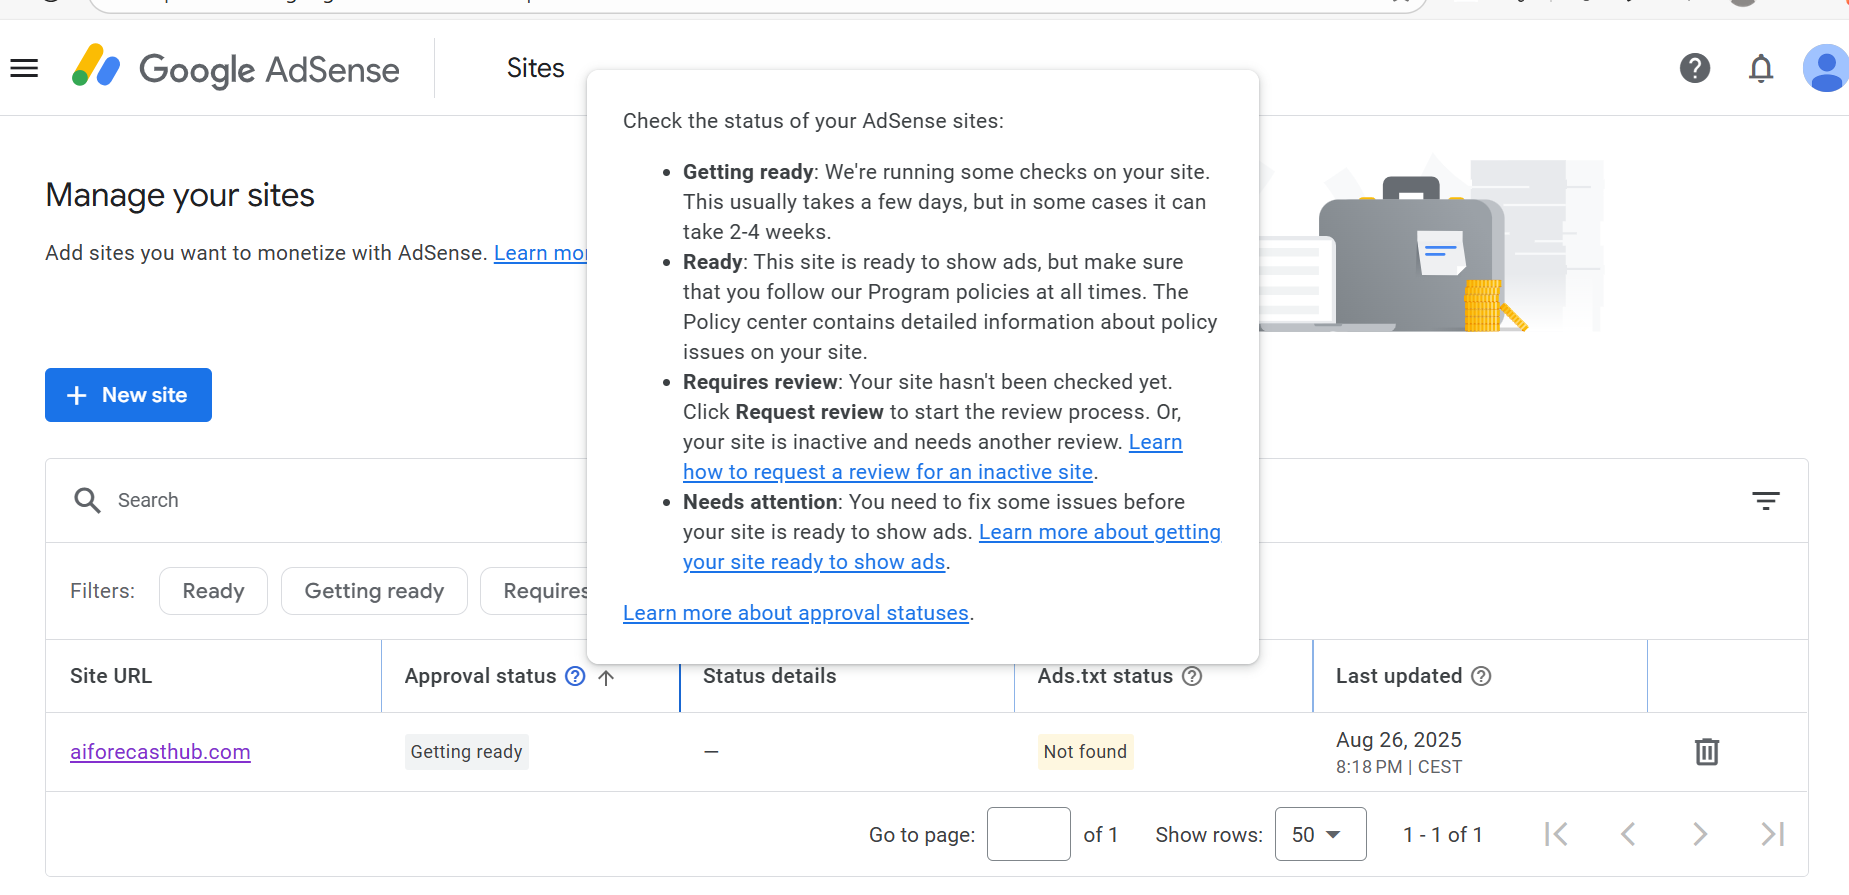 Google AdSense
Sites
Check the status of your AdSense sites:
Getting ready: We're running some checks on your site.
This usually takes a few days, but in some cases it can
take 2-4 weeks.
Ready: This site is ready to show ads, but make sure
that you follow our Program policies at all times. The
Policy center contains detailed information about policy
issues on your site.
Requires review: Your site hasn't been checked yet.
Click Request review to start the review process. Or,
your site is inactive and needs another review. Learn
how to request a review for an inactive site.
Needs attention: You need to fix some issues before
your site is ready to show ads. Learn more about getting
your site ready to show ads.
Learn more about approval statuses.
Manage your sites
Add sites you want to monetize with AdSense. Learn mor
New site
Search
Filters: Ready Getting ready Requires
Site URL Approval status Status details Ads.txt status Last updated
aiforecasthub.com Getting ready – Not found Aug 26, 2025
8:18 PM | CEST
Go to page: of 1 Show rows: 50 1 - 1 of 1